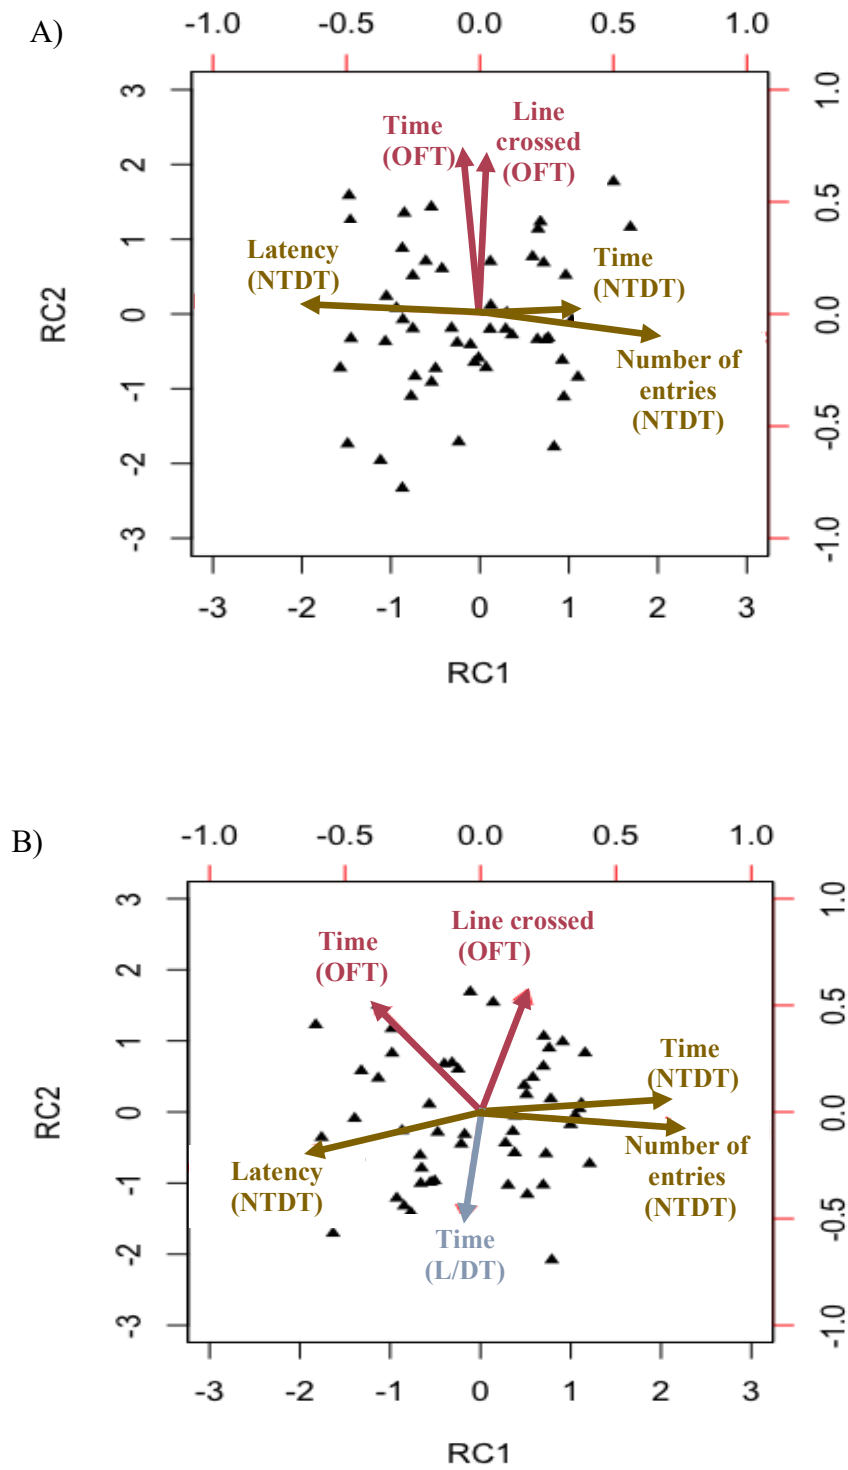 A)
-1.0 -0.5 0.0 0.5 1.0
3
2
1
0
-1
-2
-3
RC2
1.0
0.5
0.0
-0.5
-1.0
Time
(OFT)
Line
crossed
(OFT)
Latency
(NTDT)
Time
(NTDT)
Number of
entries
(NTDT)
-3 -2 -1 0 1 2 3
RC1
B)
-1.0 -0.5 0.0 0.5 1.0
3
2
1
0
-1
-2
-3
RC2
1.0
0.5
0.0
-0.5
-1.0
Time
(OFT)
Line crossed
(OFT)
Time
(NTDT)
Number of
entries
(NTDT)
Latency
(NTDT)
Time
(L/DT)
-3 -2 -1 0 1 2 3
RC1